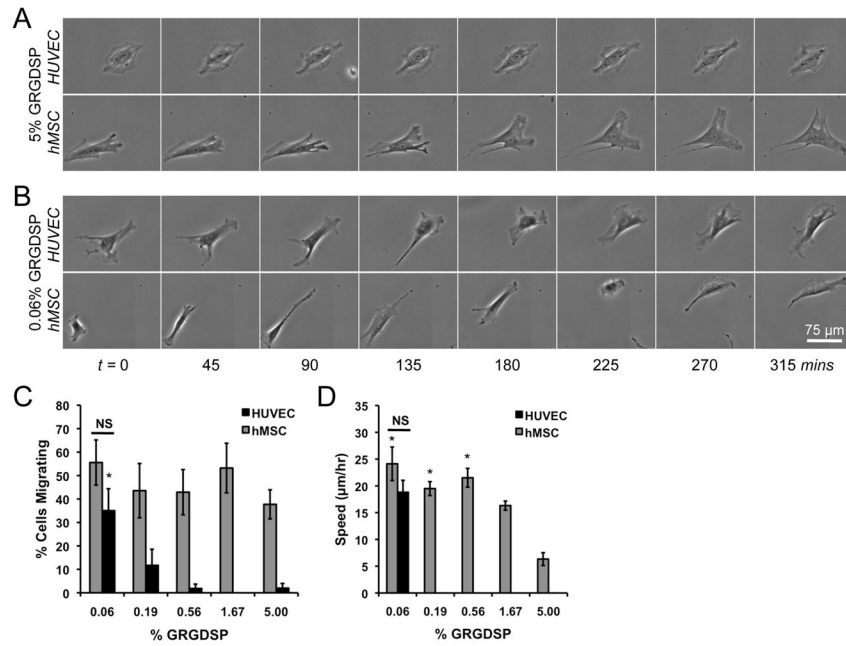 A
5% GRGDSP
HUVEC
hMSC
B
0.06% GRGDSP
HUVEC
hMSC
75 µm
t = 0 45 90 135 180 225 270 315 mins
C
80
70
60
50
40
30
20
10
0
% Cells Migrating
NS
*
HUVEC
hMSC
0.06 0.19 0.56 1.67 5.00
% GRGDSP
D
35
30
25
20
15
10
5
0
Speed (µm/hr)
NS
* * *
HUVEC
hMSC
0.06 0.19 0.56 1.67 5.00
% GRGDSP